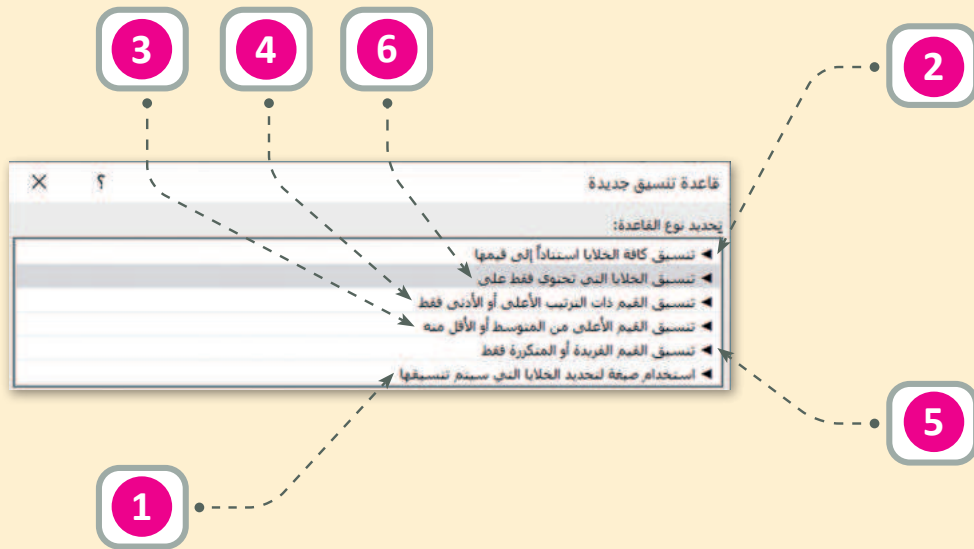 3
4
6
2
× ؟ قاعدة تنسيق جديدة
تحديد نوع القاعدة:
◄ تنسيق كافة الخلايا استناداً إلى قيمها
◄ تنسيق الخلايا التي تحتوي فقط على
◄ تنسيق القيم ذات الترتيب الأعلى أو الأدنى فقط
◄ تنسيق القيم الأعلى من المتوسط أو الأقل منه
◄ تنسيق القيم الفريدة أو المتكررة فقط
◄ استخدام صيغة لتحديد الخلايا التي سيتم تنسيقها
5
1